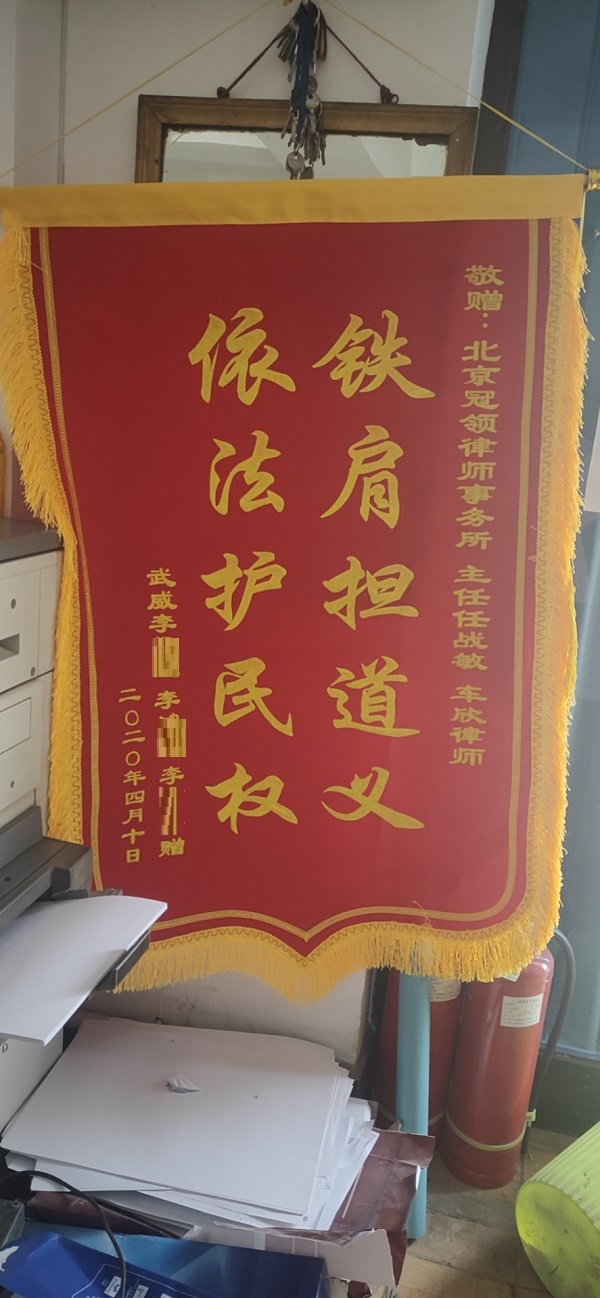 敬赠：北京冠领律师事务所 主任任战敏 车欣律师
铁肩担道义
依法护民权
武威李 李 李 赠
二〇二〇年四月十日